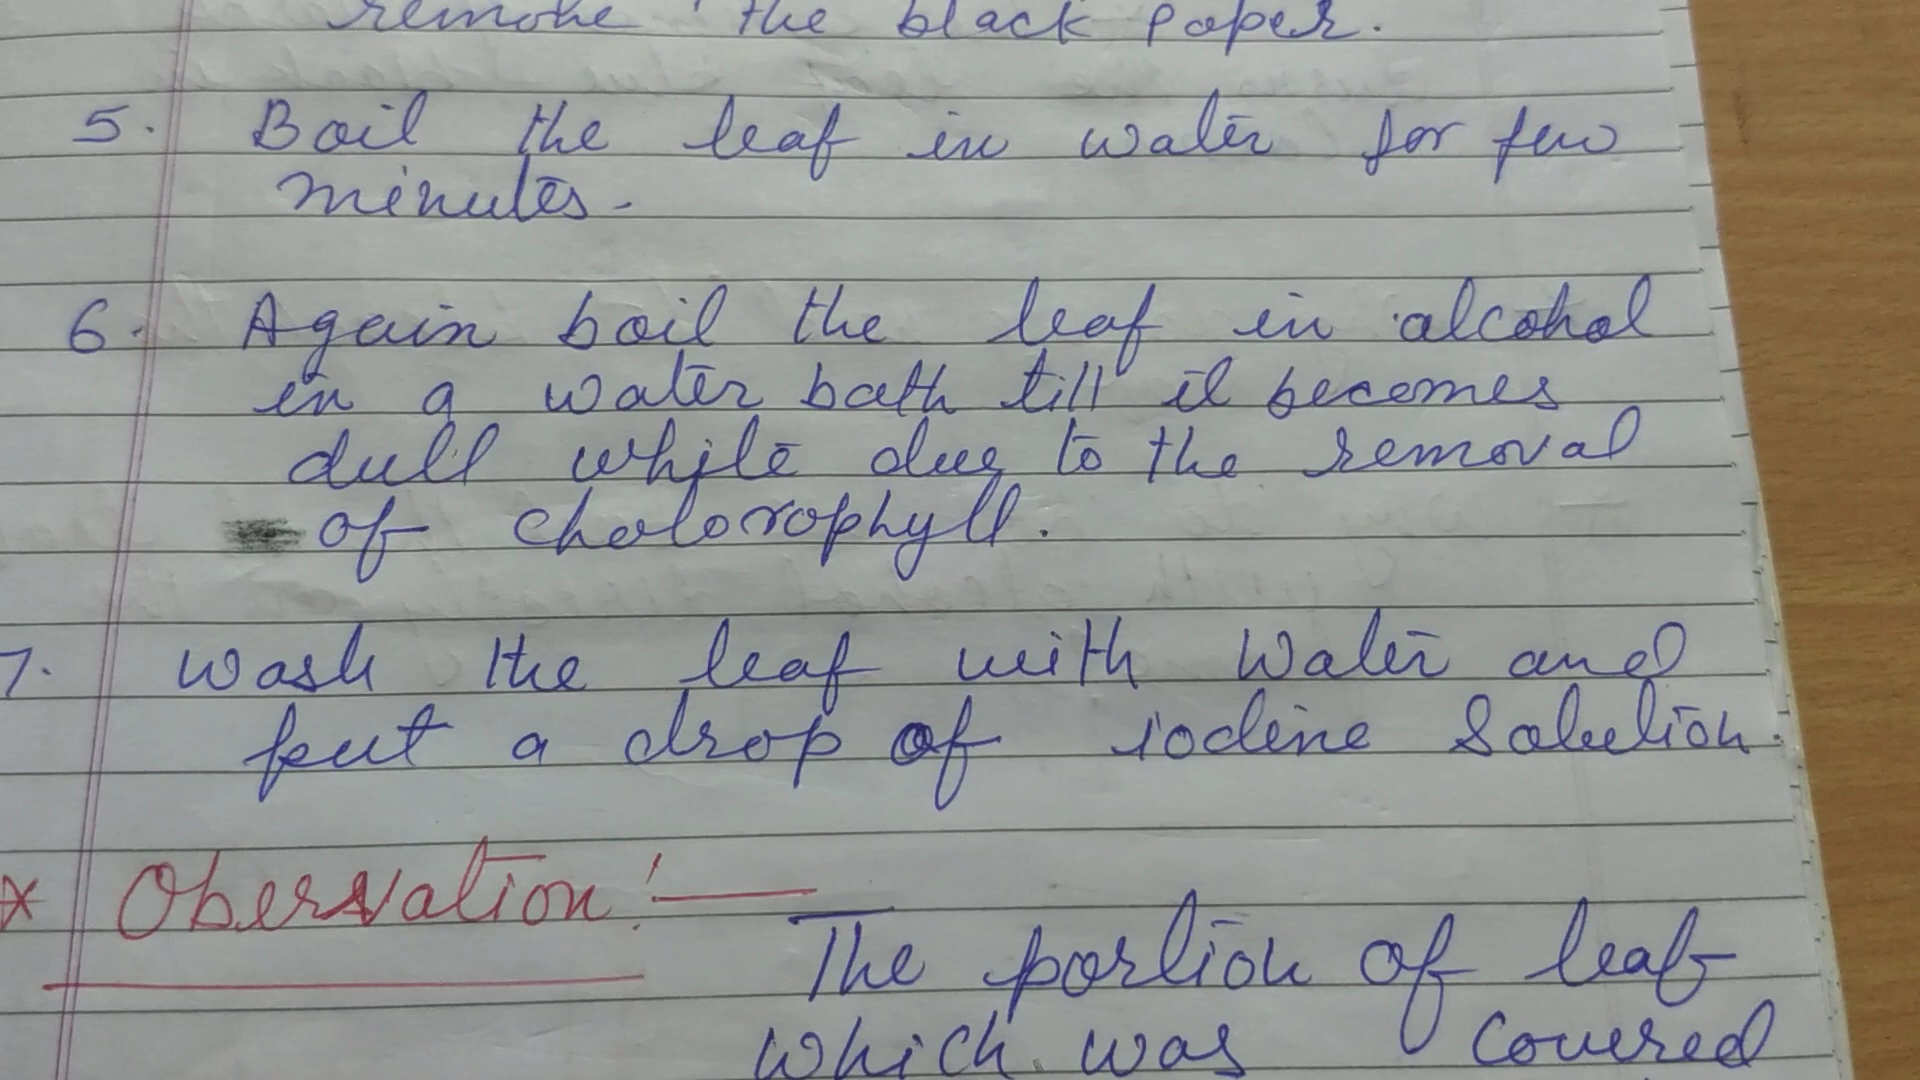 remove the black paper.
5. Boil the leaf in water for few
minutes.
6. Again boil the leaf in alcohol
in a water bath till it becomes
dull while due to the removal
of cholorophyll.
7. Wash the leaf with Water and
put a drop of iodine Solution.
* Obersvation :—
The portion of leaf
which was covered